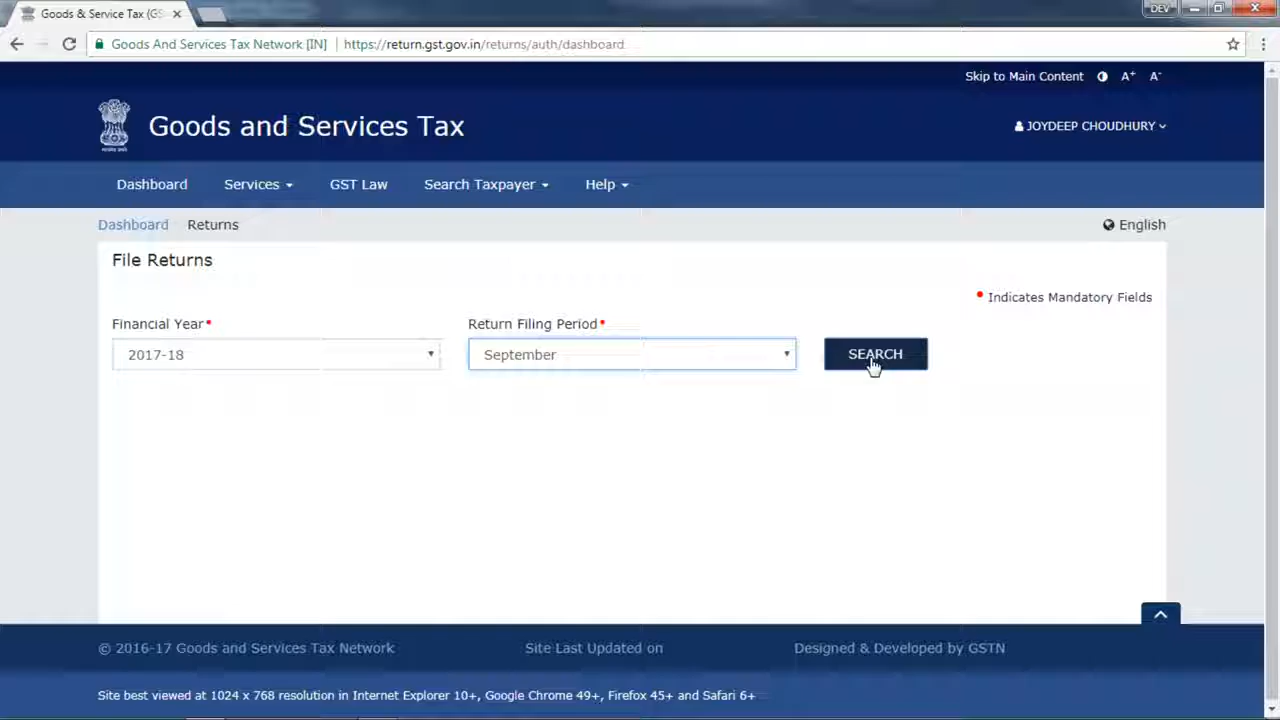 Goods & Services Tax (GS
DEV
Goods And Services Tax Network [IN] https://return.gst.gov.in/returns/auth/dashboard
Skip to Main Content A+ A-
Goods and Services Tax
JOYDEEP CHOUDHURY
Dashboard Services GST Law Search Taxpayer Help
Dashboard Returns English
File Returns
• Indicates Mandatory Fields
Financial Year• Return Filing Period•
2017-18 September SEARCH
© 2016-17 Goods and Services Tax Network Site Last Updated on Designed & Developed by GSTN
Site best viewed at 1024 x 768 resolution in Internet Explorer 10+, Google Chrome 49+, Firefox 45+ and Safari 6+